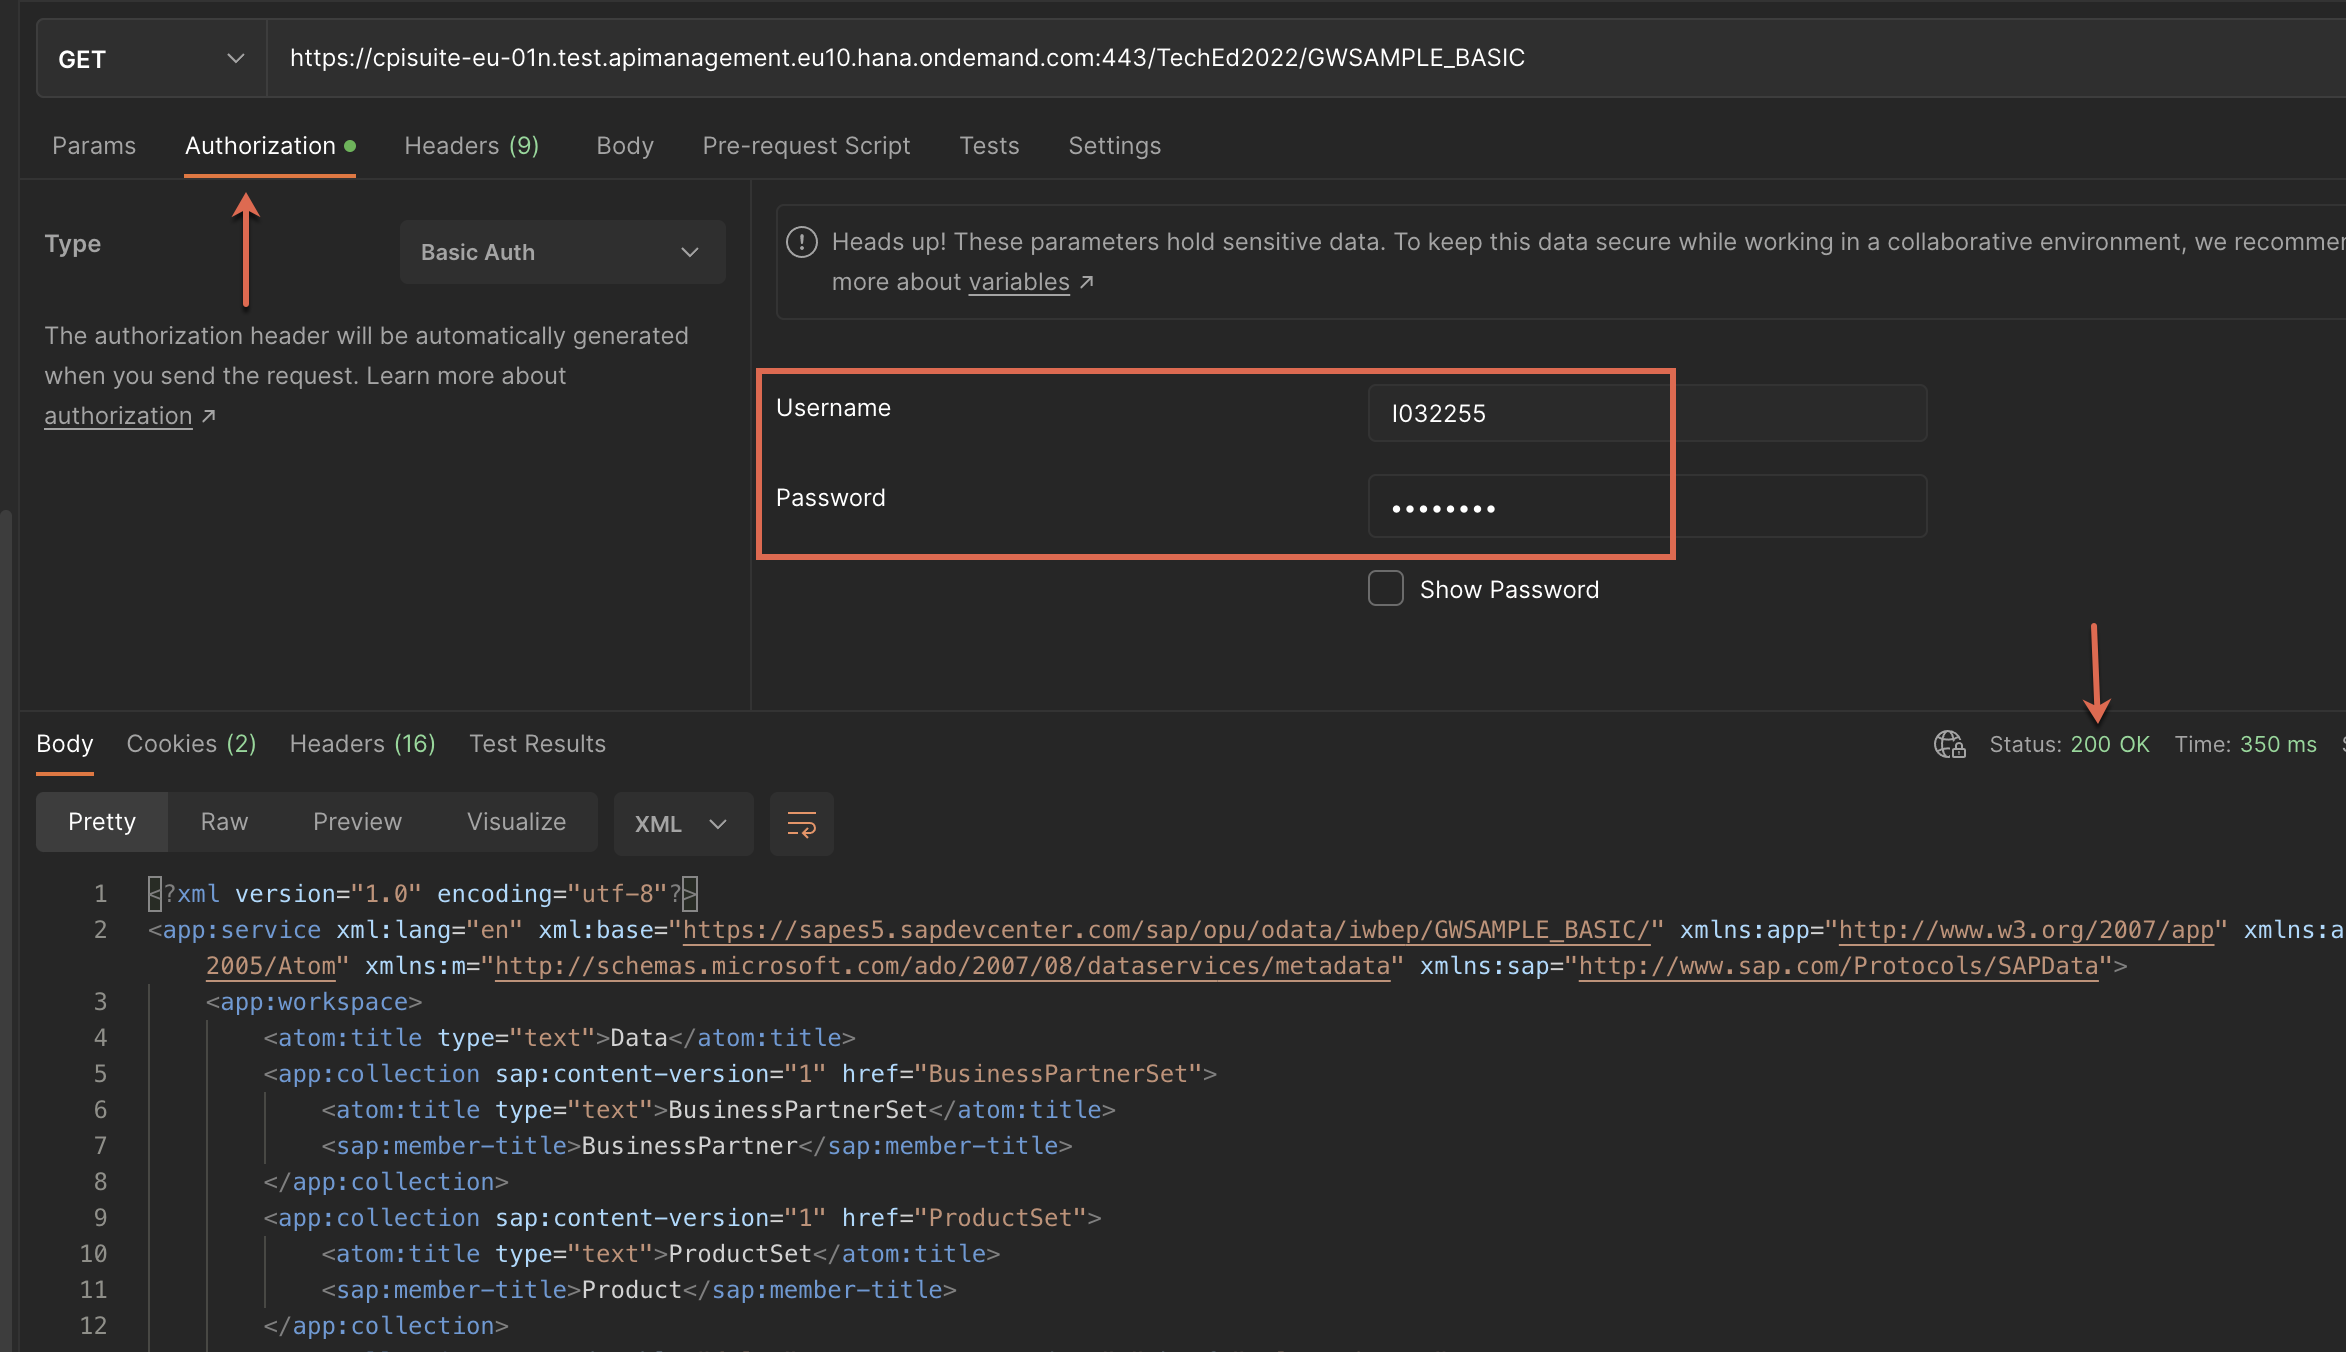 GET
https://cpisuite-eu-01n.test.apimanagement.eu10.hana.ondemand.com:443/TechEd2022/GWSAMPLE_BASIC
Params Authorization Headers (9) Body Pre-request Script Tests Settings
Type
Basic Auth
The authorization header will be automatically generated
when you send the request. Learn more about
authorization ↗
Heads up! These parameters hold sensitive data. To keep this data secure while working in a collaborative environment, we
more about variables ↗
Username
I032255
Password
••••••••
Show Password
Body Cookies (2) Headers (16) Test Results
Status: 200 OK Time: 350 ms
Pretty Raw Preview Visualize XML
1 <?xml version="1.0" encoding="utf-8"?>
2 <app:service xml:lang="en" xml:base="https://sapes5.sapdevcenter.com/sap/opu/odata/iwbep/GWSAMPLE_BASIC/" xmlns:app="http://www.w3.org/2007/app" xmlns:a
2005/Atom" xmlns:m="http://schemas.microsoft.com/ado/2007/08/dataservices/metadata" xmlns:sap="http://www.sap.com/Protocols/SAPData">
3 <app:workspace>
4 <atom:title type="text">Data</atom:title>
5 <app:collection sap:content-version="1" href="BusinessPartnerSet">
6 <atom:title type="text">BusinessPartnerSet</atom:title>
7 <sap:member-title>BusinessPartner</sap:member-title>
8 </app:collection>
9 <app:collection sap:content-version="1" href="ProductSet">
10 <atom:title type="text">ProductSet</atom:title>
11 <sap:member-title>Product</sap:member-title>
12 </app:collection>